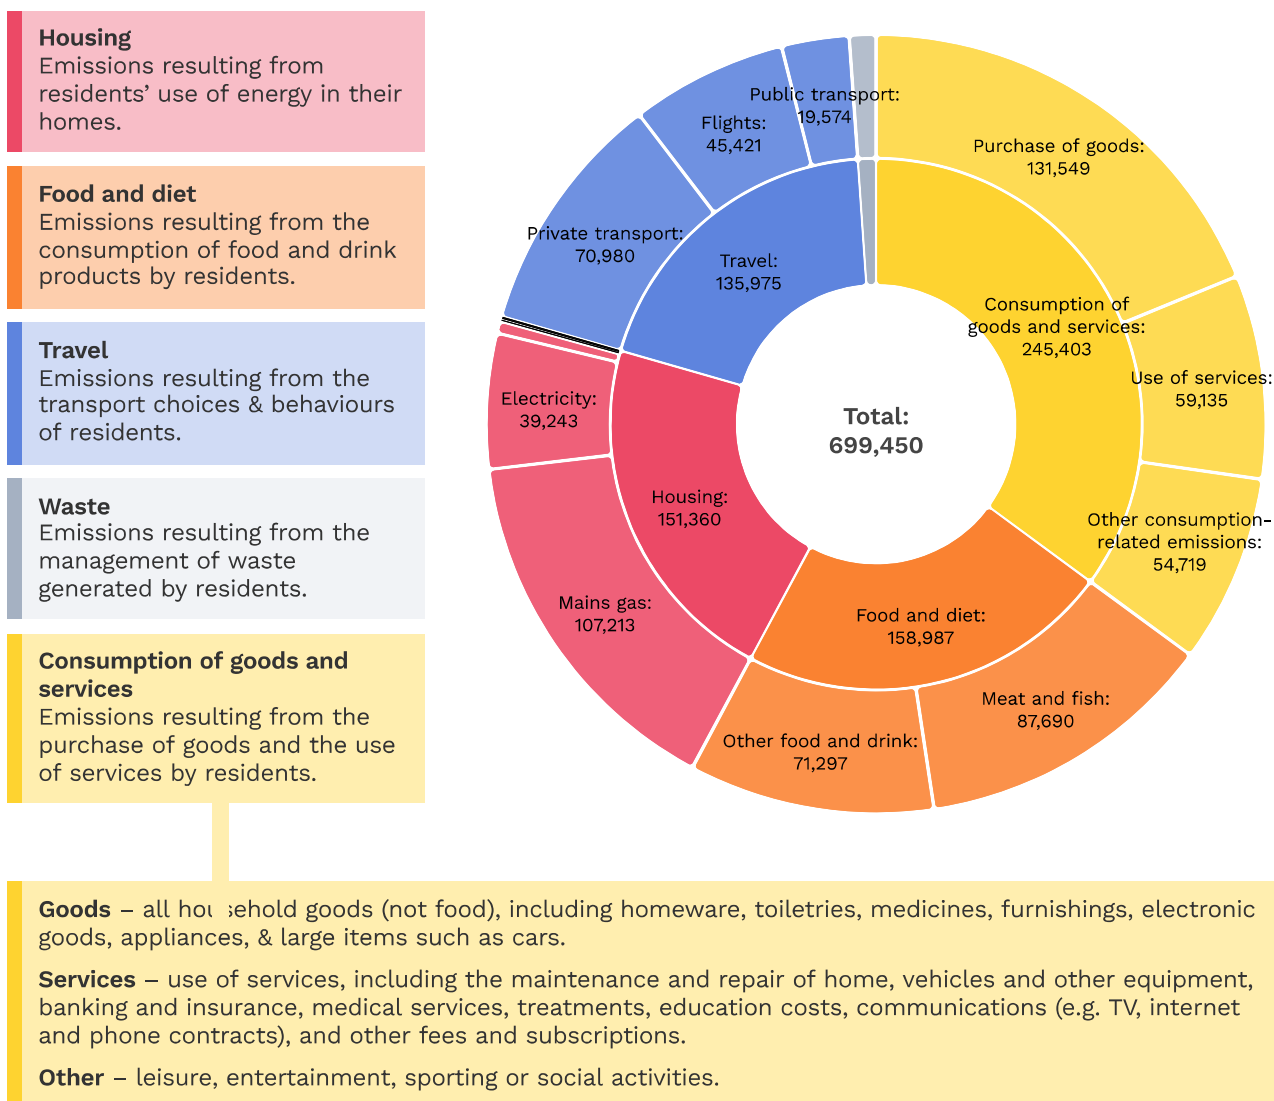 Housing
Emissions resulting from
residents’ use of energy in their
homes.
Food and diet
Emissions resulting from the
consumption of food and drink
products by residents.
Travel
Emissions resulting from the
transport choices & behaviours
of residents.
Waste
Emissions resulting from the
management of waste
generated by residents.
Consumption of goods and
services
Emissions resulting from the
purchase of goods and the use
of services by residents.
Public transport:
19,574
Flights:
45,421
Purchase of goods:
131,549
Private transport:
70,980
Travel:
135,975
Consumption of
goods and services:
245,403
Use of services:
59,135
Electricity:
39,243
Total:
699,450
Housing:
151,360
Other consumption-
related emissions:
54,719
Mains gas:
107,213
Food and diet:
158,987
Meat and fish:
87,690
Other food and drink:
71,297
Goods – all household goods (not food), including homeware, toiletries, medicines, furnishings, electronic
goods, appliances, & large items such as cars.
Services – use of services, including the maintenance and repair of home, vehicles and other equipment,
banking and insurance, medical services, treatments, education costs, communications (e.g. TV, internet
and phone contracts), and other fees and subscriptions.
Other – leisure, entertainment, sporting or social activities.